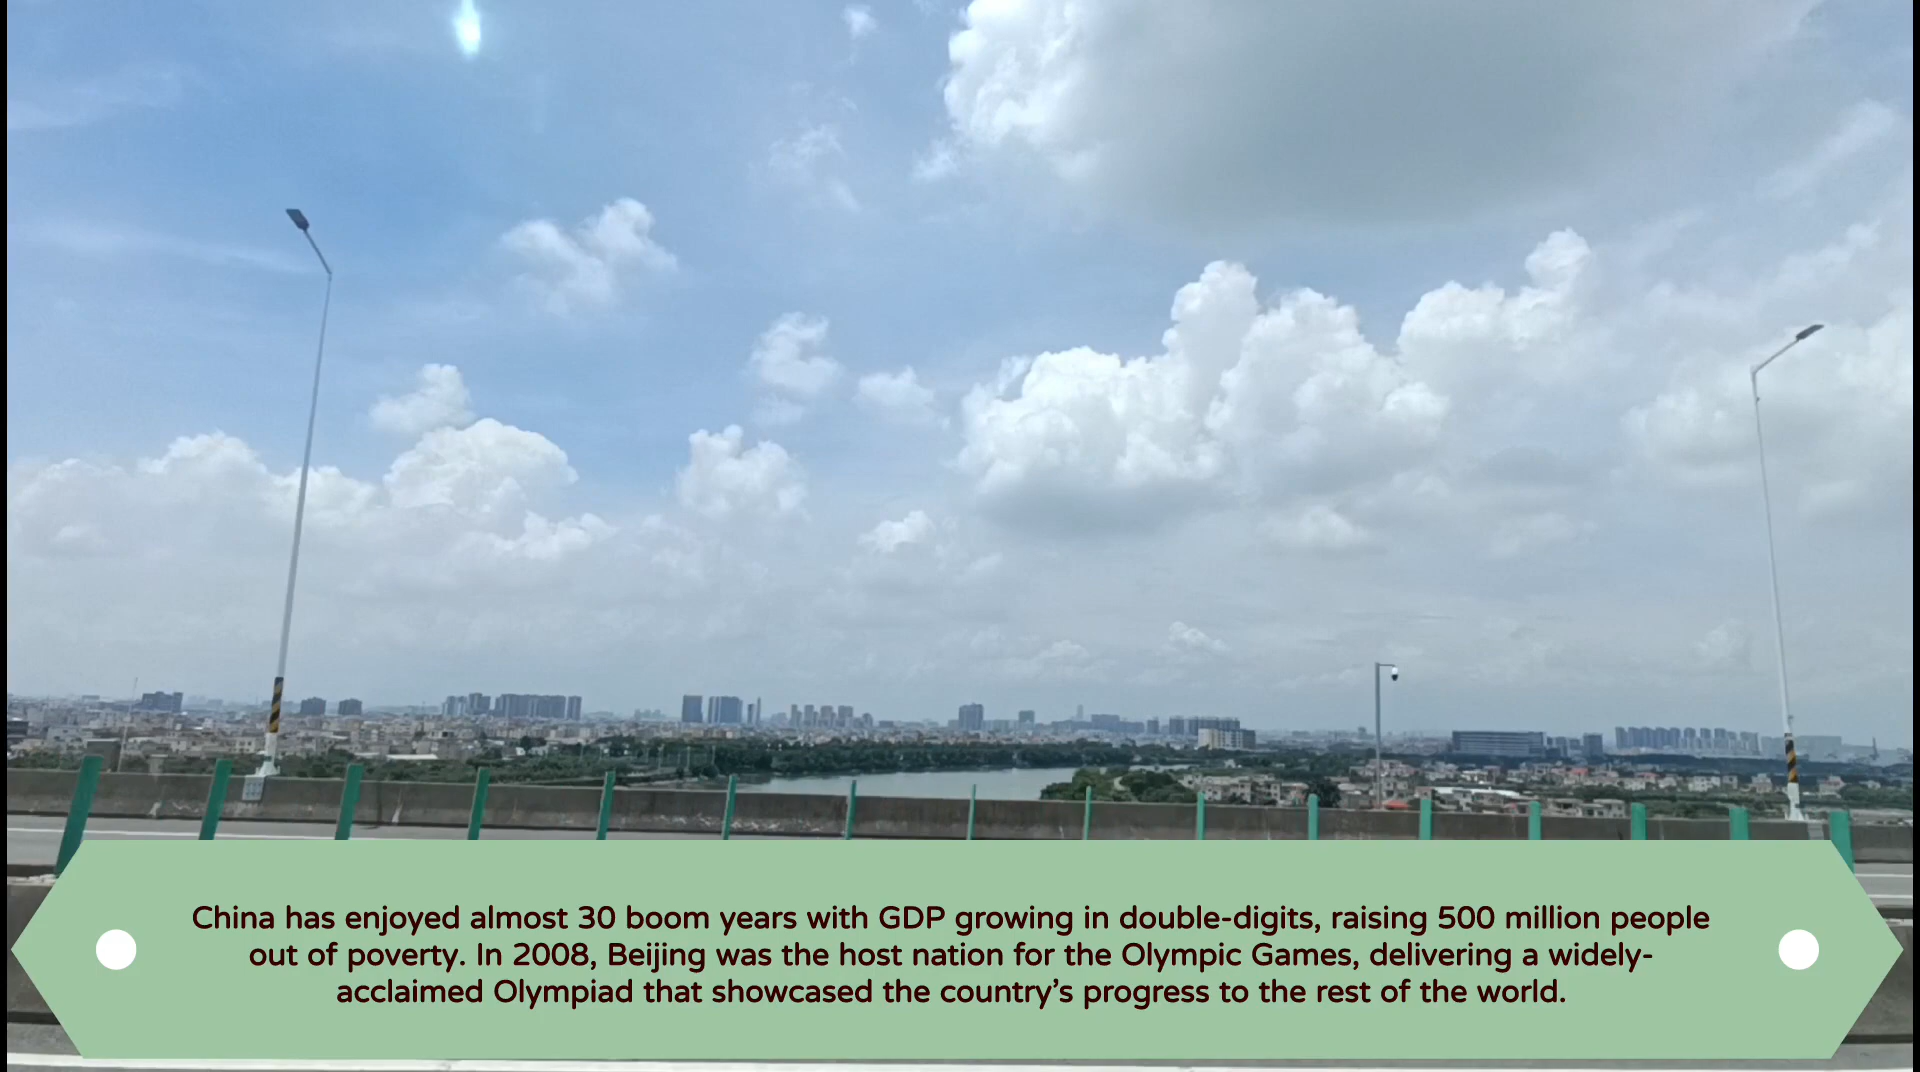 China has enjoyed almost 30 boom years with GDP growing in double-digits, raising 500 million people
out of poverty. In 2008, Beijing was the host nation for the Olympic Games, delivering a widely-
acclaimed Olympiad that showcased the country’s progress to the rest of the world.